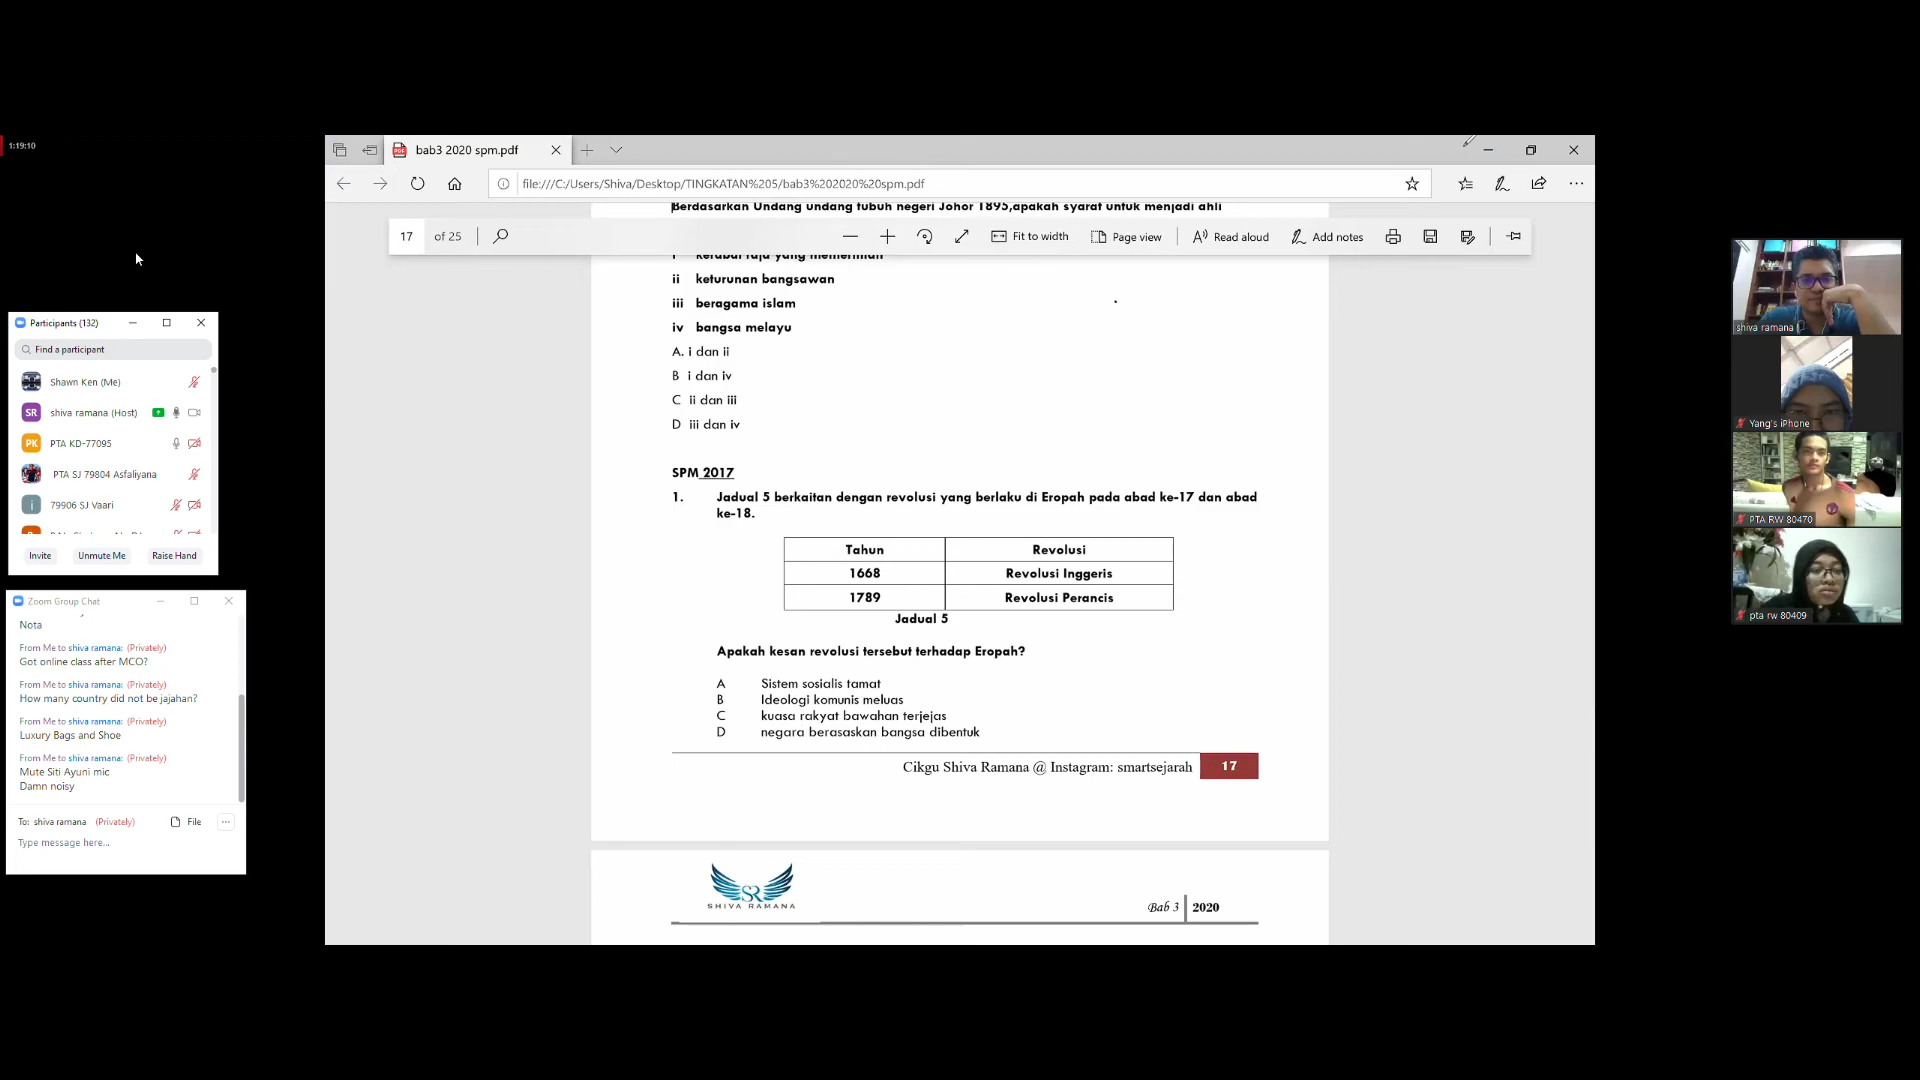 1:19:10
bab3 2020 spm.pdf
file:///C:/Users/Shiva/Desktop/TINGKATAN%205/bab3%202020%20spm.pdf
Berdasarkan Undang undang tubuh negeri Johor 1895,apakah syarat untuk menjadi ahli
17 of 25
Fit to width
Page view
Read aloud
Add notes
i kerabat raja yang memerintah
ii keturunan bangsawan
iii beragama islam
iv bangsa melayu
A. i dan ii
B i dan iv
C ii dan iii
D iii dan iv
SPM 2017
1. Jadual 5 berkaitan dengan revolusi yang berlaku di Eropah pada abad ke-17 dan abad
ke-18.
Tahun Revolusi
1668 Revolusi Inggeris
1789 Revolusi Perancis
Jadual 5
Apakah kesan revolusi tersebut terhadap Eropah?
A Sistem sosialis tamat
B Ideologi komunis meluas
C kuasa rakyat bawahan terjejas
D negara berasaskan bangsa dibentuk
Cikgu Shiva Ramana @ Instagram: smartsejarah 17
SR
SHIVA RAMANA
Bab 3 2020
Participants (132)
Find a participant
Shawn Ken (Me)
SR shiva ramana (Host)
PK PTA KD-77095
PTA SJ 79804 Asfaliyana
i 79906 SJ Vaari
Invite Unmute Me Raise Hand
Zoom Group Chat
Nota
From Me to shiva ramana: (Privately)
Got online class after MCO?
From Me to shiva ramana: (Privately)
How many country did not be jajahan?
From Me to shiva ramana: (Privately)
Luxury Bags and Shoe
From Me to shiva ramana: (Privately)
Mute Siti Ayuni mic
Damn noisy
To: shiva ramana (Privately) File
Type message here...
shiva ramana
Yang's iPhone
PTA RW 80470
pta rw 80409